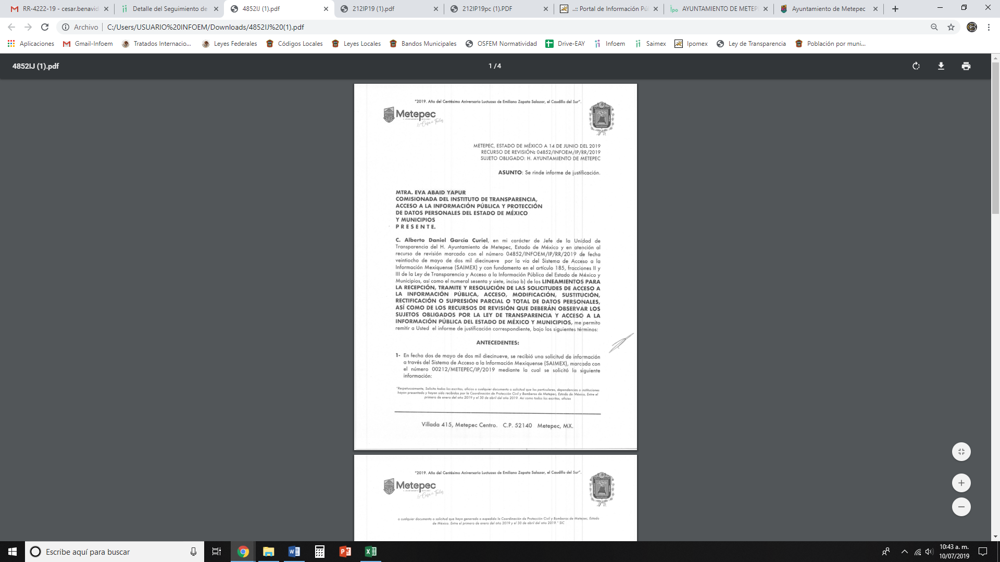 RR-4222-19 - cesar.benavid
Detalle del Seguimiento de
4852IJ (1).pdf
212IP19 (1).pdf
212IP19pc (1).PDF
..:: Portal de Información Pú
AYUNTAMIENTO DE METEP
Ayuntamiento de Metepec
Archivo
C:/Users/USUARIO%20INFOEM/Downloads/4852IJ%20(1).pdf
Aplicaciones
Gmail-Infoem
Tratados Internacio...
Leyes Federales
Códigos Locales
Leyes Locales
Bandos Municipales
OSFEM Normatividad
Drive-EAY
Infoem
Saimex
Ipomex
Ley de Transparencia
Población por muni...
4852IJ (1).pdf
1 / 4
"2019. Año del Centésimo Aniversario Luctuoso de Emiliano Zapata Salazar, el Caudillo del Sur".
Metepec
La Casa de Todos
METEPEC, ESTADO DE MÉXICO A 14 DE JUNIO DEL 2019
RECURSO DE REVISIÓN: 04852/INFOEM/IP/RR/2019
SUJETO OBLIGADO: H. AYUNTAMIENTO DE METEPEC
ASUNTO: Se rinde informe de justificación.
MTRA. EVA ABAID YAPUR
COMISIONADA DEL INSTITUTO DE TRANSPARENCIA,
ACCESO A LA INFORMACIÓN PÚBLICA Y PROTECCIÓN
DE DATOS PERSONALES DEL ESTADO DE MÉXICO
Y MUNICIPIOS
P R E S E N T E.
C. Alberto Daniel García Curiel, en mi carácter de Jefe de la Unidad de
Transparencia del H. Ayuntamiento de Metepec, Estado de México y en atención al
recurso de revisión marcado con el número 04852/INFOEM/IP/RR/2019 de fecha
veintiocho de mayo de dos mil diecinueve por la vía del Sistema de Acceso a la
Información Mexiquense (SAIMEX) y con fundamento en el artículo 185, fracciones II y
III de la Ley de Transparencia y Acceso a la Información Pública del Estado de México y
Municipios, así como el numeral sesenta y siete, inciso b) de los LINEAMIENTOS PARA
LA RECEPCIÓN, TRAMITE Y RESOLUCIÓN DE LAS SOLICITUDES DE ACCESO A
LA INFORMACIÓN PÚBLICA, ACCESO, MODIFICACIÓN, SUSTITUCIÓN,
RECTIFICACIÓN O SUPRESIÓN PARCIAL O TOTAL DE DATOS PERSONALES,
ASÍ COMO DE LOS RECURSOS DE REVISIÓN QUE DEBERÁN OBSERVAR LOS
SUJETOS OBLIGADOS POR LA LEY DE TRANSPARENCIA Y ACCESO A LA
INFORMACIÓN PÚBLICA DEL ESTADO DE MÉXICO Y MUNICIPIOS, me permito
remitir a Usted el informe de justificación correspondiente, bajo los siguientes términos:
ANTECEDENTES:
1- En fecha dos de mayo de dos mil diecinueve, se recibió una solicitud de información
a través del Sistema de Acceso a la Información Mexiquense (SAIMEX), marcada con
el número 00212/METEPEC/IP/2019 mediante la cual se solicitó la siguiente
información:
"Respetuosamente, Solicito todos los escritos, oficios o cualquier documento o solicitud que los particulares, dependencias o instituciones
hayan presentado y hayan sido recibidos por la Coordinación de Protección Civil y Bomberos de Metepec, Estado de México, Entre el
primero de enero del año 2019 y el 30 de abril del año 2019. Así como todos los escritos, oficios
Villada 415, Metepec Centro. C.P. 52140 Metepec, MX.
"2019. Año del Centésimo Aniversario Luctuoso de Emiliano Zapata Salazar, el Caudillo del Sur".
Metepec
La Casa de Todos
o cualquier documento o solicitud que haya generado o expedido la Coordinación de Protección Civil y Bomberos de Metepec, Estado
de México. Entre el primero de enero del año 2019 y el 30 de abril del año 2019." SIC
Escribe aquí para buscar
10:43 a. m.
10/07/2019